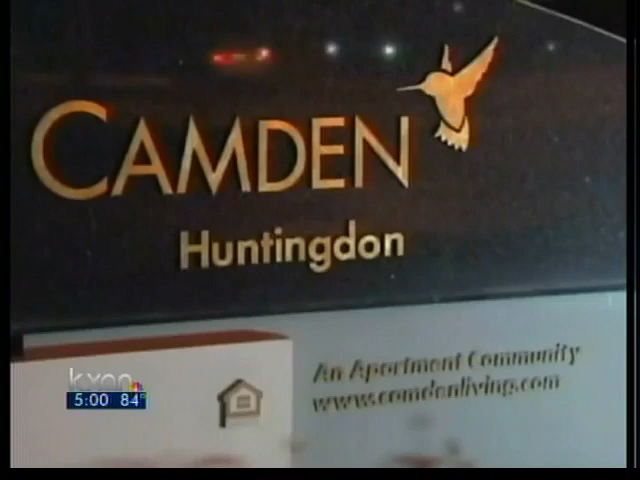 CAMDEN
Huntingdon
An Apartment Community
www.camdenliving.com
kxan
5:00 84°